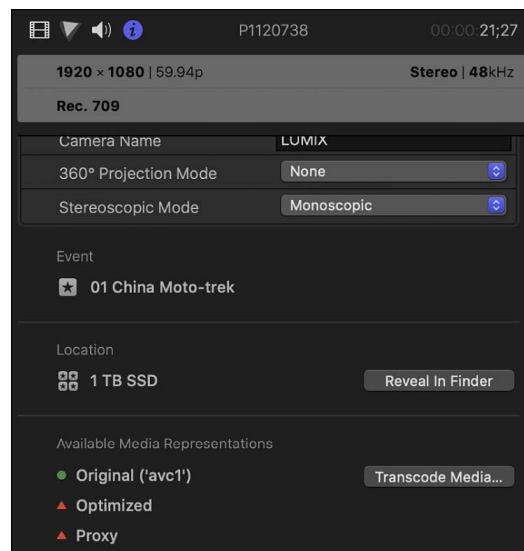 P1120738 00:00:21;27
1920 × 1080 | 59.94p Stereo | 48kHz
Rec. 709
Camera Name LUMIX
360° Projection Mode None
Stereoscopic Mode Monoscopic
Event
01 China Moto-trek
Location
1 TB SSD Reveal In Finder
Available Media Representations
Original ('avc1') Transcode Media...
Optimized
Proxy